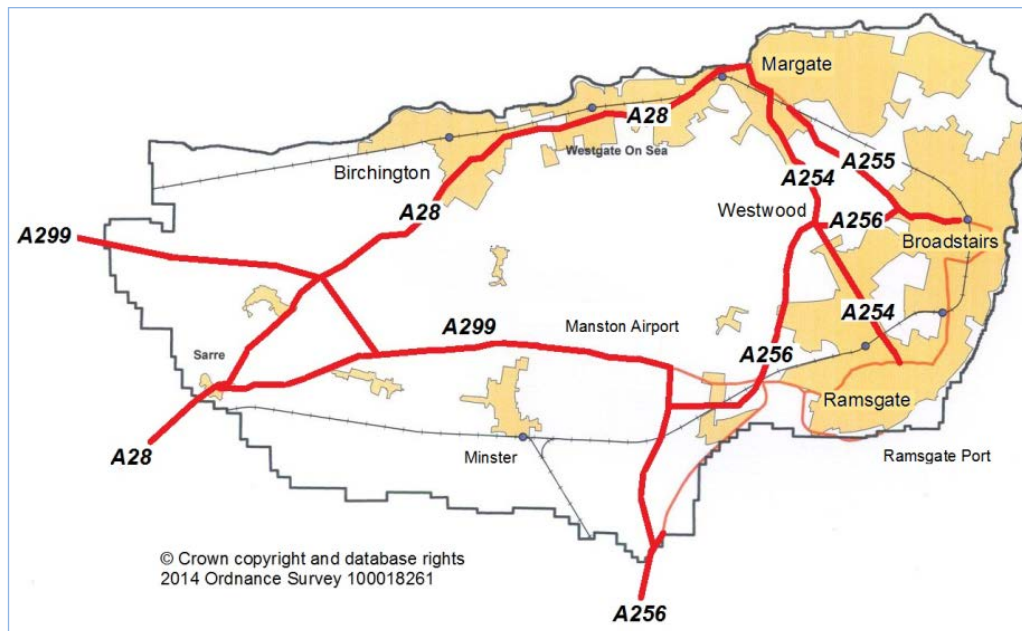 Margate
A28
Westgate On Sea
A255
Birchington
A254
A28
Westwood
A256
A299
Broadstairs
A254
A299
Manston Airport
Sarre
A256
Ramsgate
A28
Minster
Ramsgate Port
© Crown copyright and database rights
2014 Ordnance Survey 100018261
A256